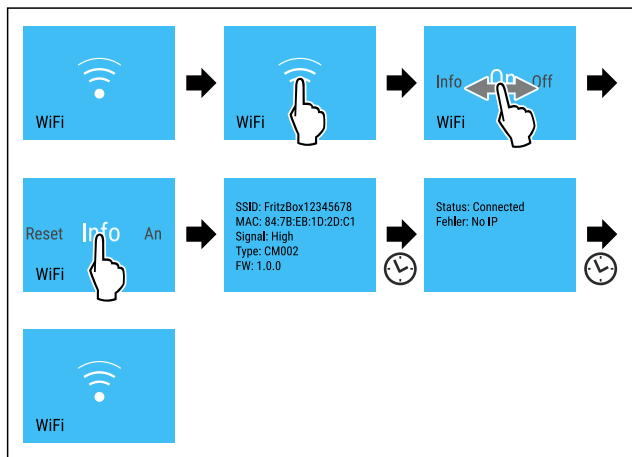 WiFi
WiFi
Info On Off
WiFi
Reset Info An
WiFi
SSID: FritzBox12345678
MAC: 84:7B:EB:1D:2D:C1
Signal: High
Type: CM002
FW: 1.0.0
Status: Connected
Fehler: No IP
WiFi